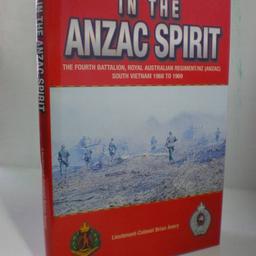 IN THE
ANZAC SPIRIT
THE FOURTH BATTALION, ROYAL AUSTRALIAN REGIMENT/NZ (ANZAC)
SOUTH VIETNAM 1968 TO 1969
Lieutenant-Colonel Brian Avery
IN THE ANZAC SPIRIT